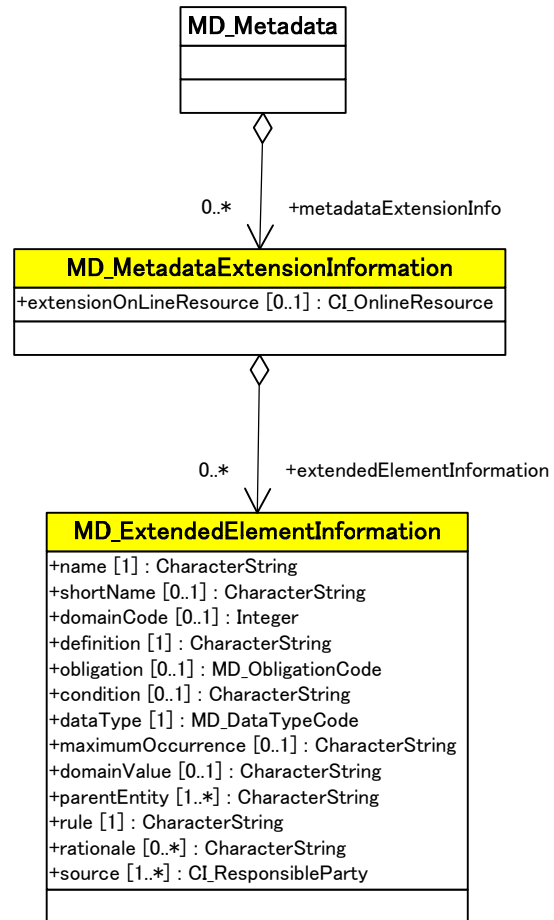 MD_Metadata
0..* +metadataExtensionInfo
MD_MetadataExtensionInformation
+extensionOnLineResource [0..1] : CI_OnlineResource
0..* +extendedElementInformation
MD_ExtendedElementInformation
+name [1] : CharacterString
+shortName [0..1] : CharacterString
+domainCode [0..1] : Integer
+definition [1] : CharacterString
+obligation [0..1] : MD_ObligationCode
+condition [0..1] : CharacterString
+dataType [1] : MD_DataTypeCode
+maximumOccurrence [0..1] : CharacterString
+domainValue [0..1] : CharacterString
+parentEntity [1..*] : CharacterString
+rule [1] : CharacterString
+rationale [0..*] : CharacterString
+source [1..*] : CI_ResponsibleParty